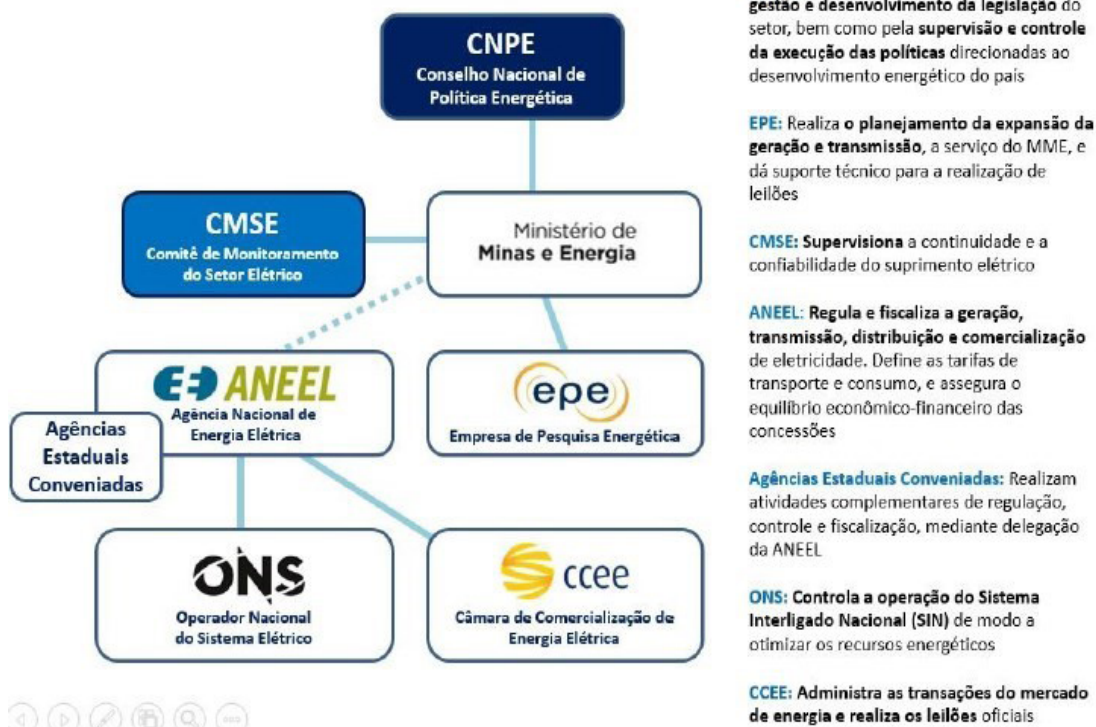 CNPE
Conselho Nacional de
Política Energética
CMSE
Comitê de Monitoramento
do Setor Elétrico
Ministério de
Minas e Energia
ANEEL
Agência Nacional de
Energia Elétrica
Agências
Estaduais
Conveniadas
epe
Empresa de Pesquisa Energética
ONS
Operador Nacional
do Sistema Elétrico
ccee
Câmara de Comercialização de
Energia Elétrica
gestão e desenvolvimento da legislação do
setor, bem como pela supervisão e controle
da execução das políticas direcionadas ao
desenvolvimento energético do país
EPE: Realiza o planejamento da expansão da
geração e transmissão, a serviço do MME, e
dá suporte técnico para a realização de
leilões
CMSE: Supervisiona a continuidade e a
confiabilidade do suprimento elétrico
ANEEL: Regula e fiscaliza a geração,
transmissão, distribuição e comercialização
de eletricidade. Define as tarifas de
transporte e consumo, e assegura o
equilíbrio econômico-financeiro das
concessões
Agências Estaduais Conveniadas: Realizam
atividades complementares de regulação,
controle e fiscalização, mediante delegação
da ANEEL
ONS: Controla a operação do Sistema
Interligado Nacional (SIN) de modo a
otimizar os recursos energéticos
CCEE: Administra as transações do mercado
de energia e realiza os leilões oficiais